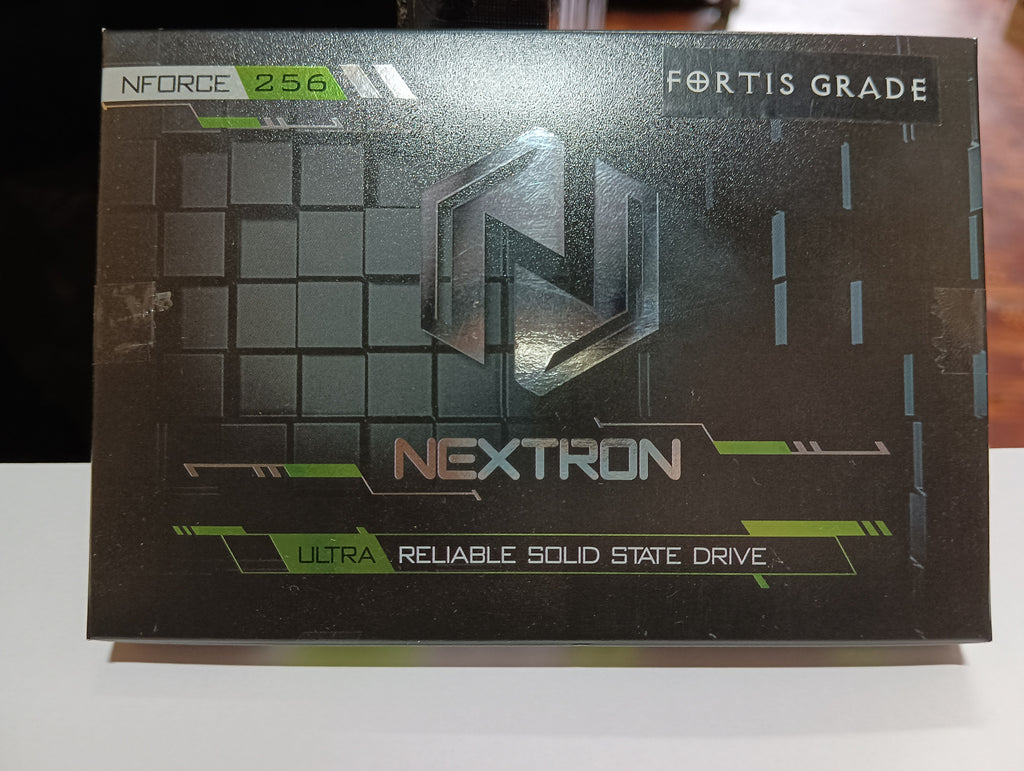 NFORCE 256
FORTIS GRADE
NEXTRON
ULTRA RELIABLE SOLID STATE DRIVE